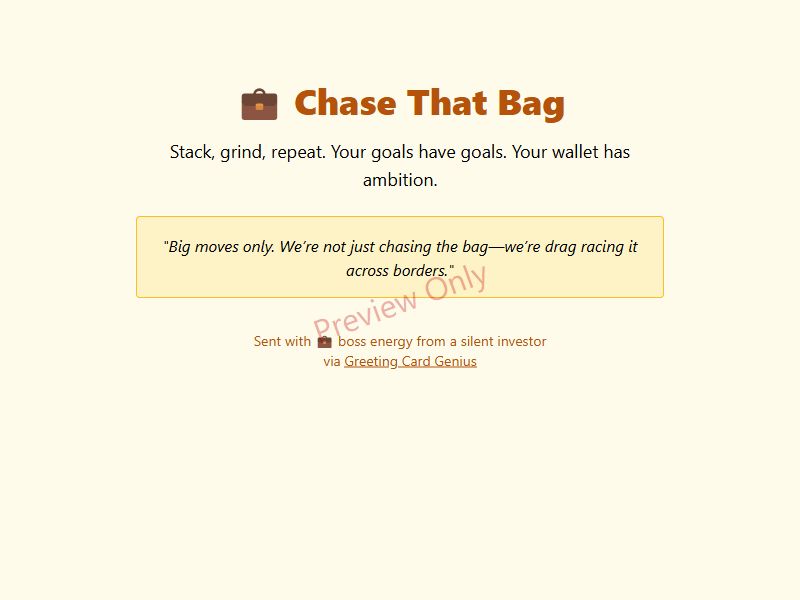 💼 Chase That Bag
Stack, grind, repeat. Your goals have goals. Your wallet has
ambition.
"Big moves only. We're not just chasing the bag—we're drag racing it
across borders."
Preview Only
Sent with 💼 boss energy from a silent investor
via Greeting Card Genius